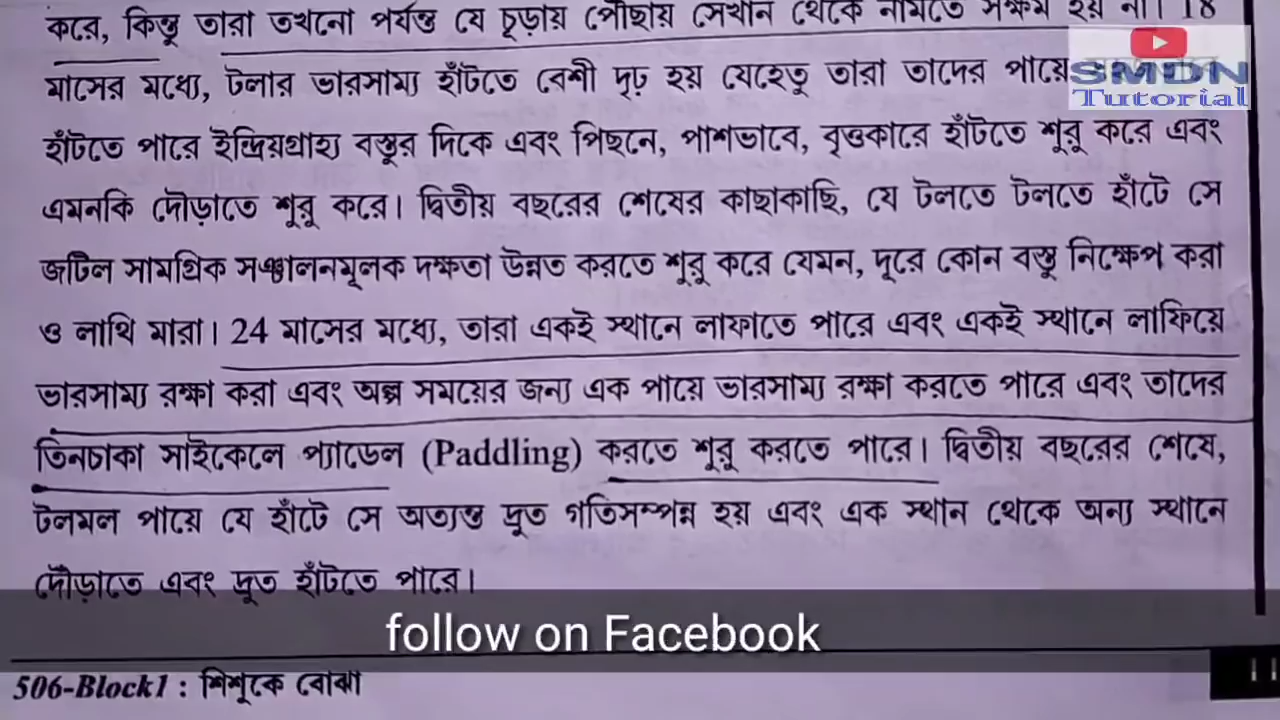 করে, কিন্তু তারা তখনো পর্যন্ত যে চূড়ায় পৌঁছায় সেখান থেকে নামতে সক্ষম হয় না। 18
মাসের মধ্যে, টলার ভারসাম্য হাঁটতে বেশী দৃঢ় হয় যেহেতু তারা তাদের পায়ে
SMDN
Tutorial
হাঁটতে পারে ইন্দ্রিয়গ্রাহ্য বস্তুর দিকে এবং পিছনে, পাশভাবে, বৃত্তকারে হাঁটতে শুরু করে এবং
এমনকি দৌড়াতে শুরু করে। দ্বিতীয় বছরের শেষের কাছাকাছি, যে টলতে টলতে হাঁটে সে
জটিল সামগ্রিক সঞ্চালনমূলক দক্ষতা উন্নত করতে শুরু করে যেমন, দূরে কোন বস্তু নিক্ষেপ করা
ও লাথি মারা। 24 মাসের মধ্যে, তারা একই স্থানে লাফাতে পারে এবং একই স্থানে লাফিয়ে
ভারসাম্য রক্ষা করা এবং অল্প সময়ের জন্য এক পায়ে ভারসাম্য রক্ষা করতে পারে এবং তাদের
তিনচাকা সাইকেলে প্যাডেল (Paddling) করতে শুরু করতে পারে। দ্বিতীয় বছরের শেষে,
টলমল পায়ে যে হাঁটে সে অত্যন্ত দ্রুত গতিসম্পন্ন হয় এবং এক স্থান থেকে অন্য স্থানে
দৌড়াতে এবং দ্রুত হাঁটতে পারে।
follow on Facebook
506-Block1 : শিশুকে বোঝা
11